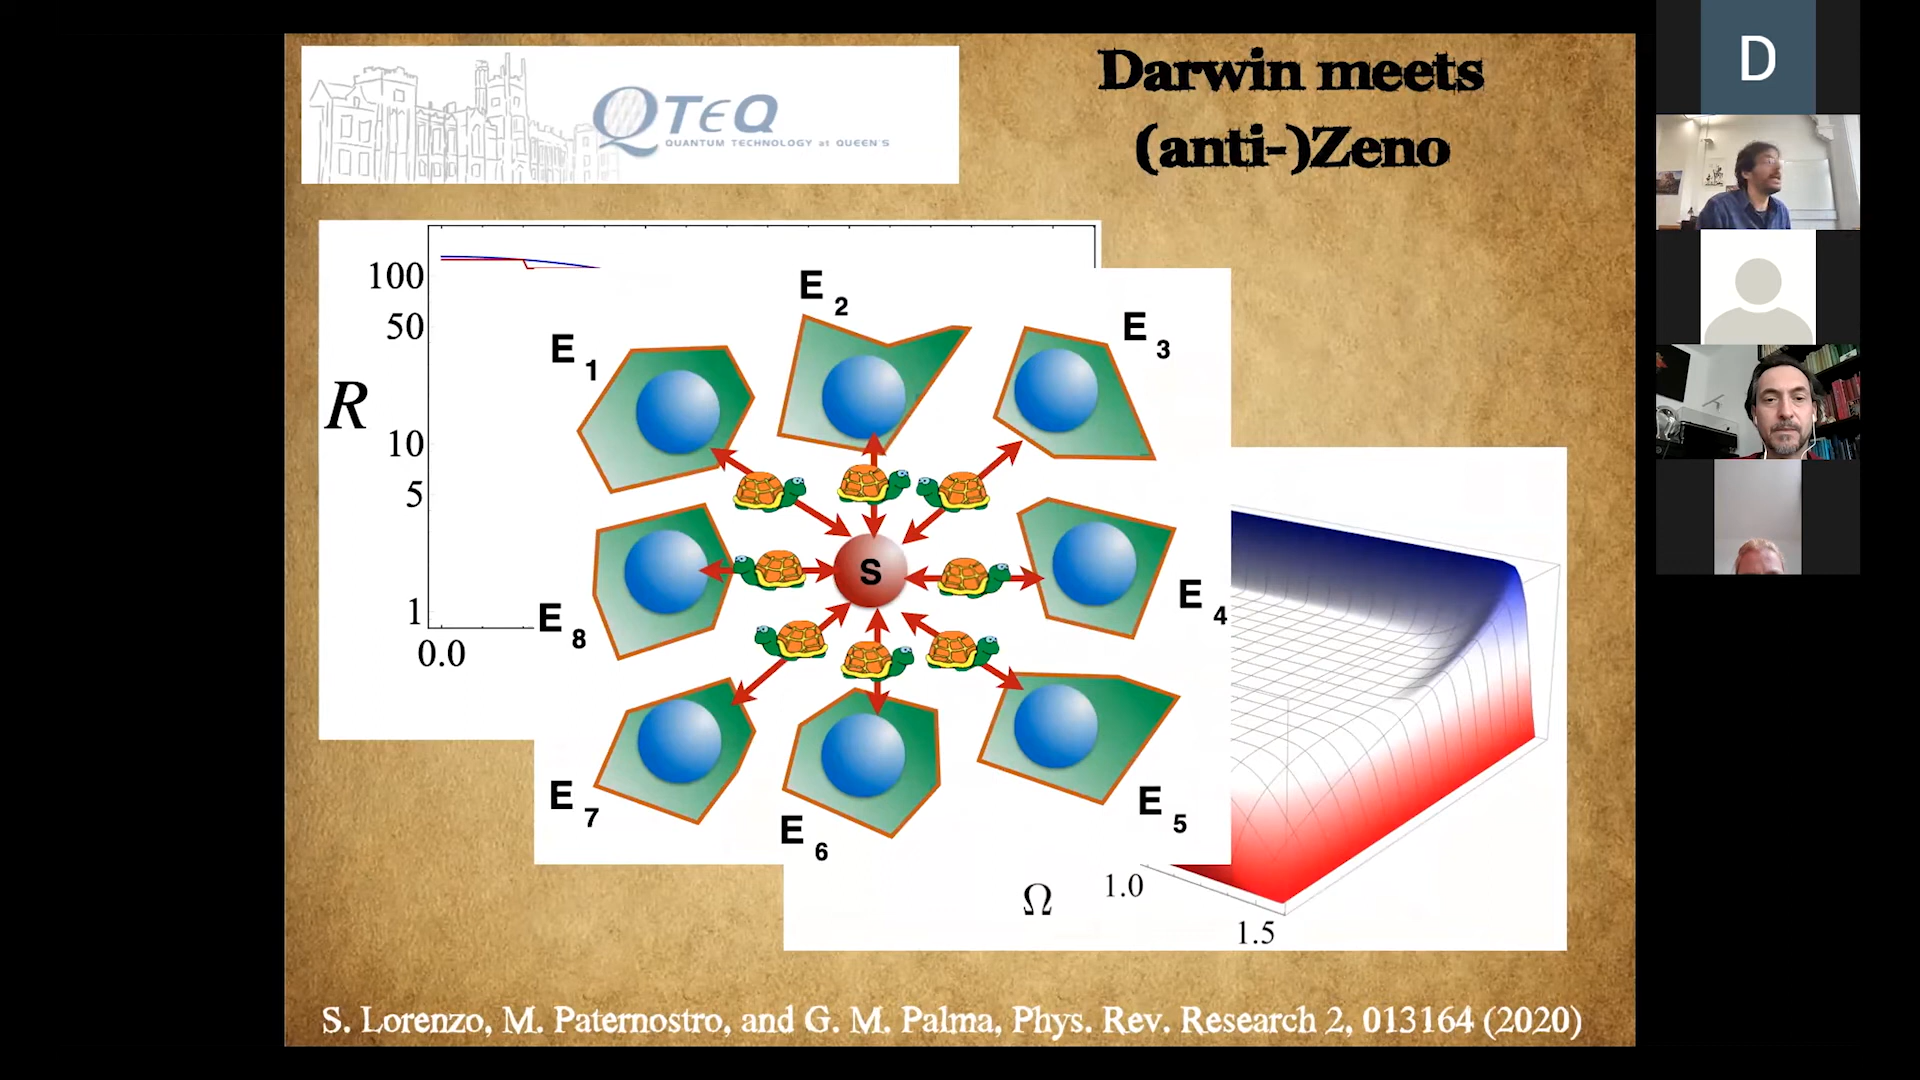 QTeQ
QUANTUM TECHNOLOGY at QUEEN'S
Darwin meets
(anti-)Zeno
D
100
50
R
10
5
1
0.0
E 1
E 2
E 3
E 8
S
E 4
E 7
E 6
E 5
Ω
1.0
1.5
S. Lorenzo, M. Paternostro, and G. M. Palma, Phys. Rev. Research 2, 013164 (2020)